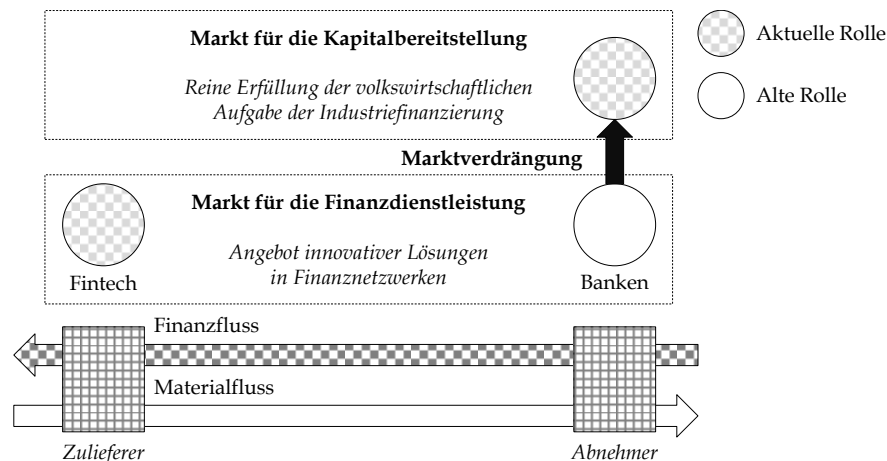 Markt für die Kapitalbereitstellung
Reine Erfüllung der volkswirtschaftlichen
Aufgabe der Industriefinanzierung
Aktuelle Rolle
Alte Rolle
Marktverdrängung
Markt für die Finanzdienstleistung
Angebot innovativer Lösungen
in Finanznetzwerken
Fintech
Banken
Finanzfluss
Materialfluss
Zulieferer
Abnehmer